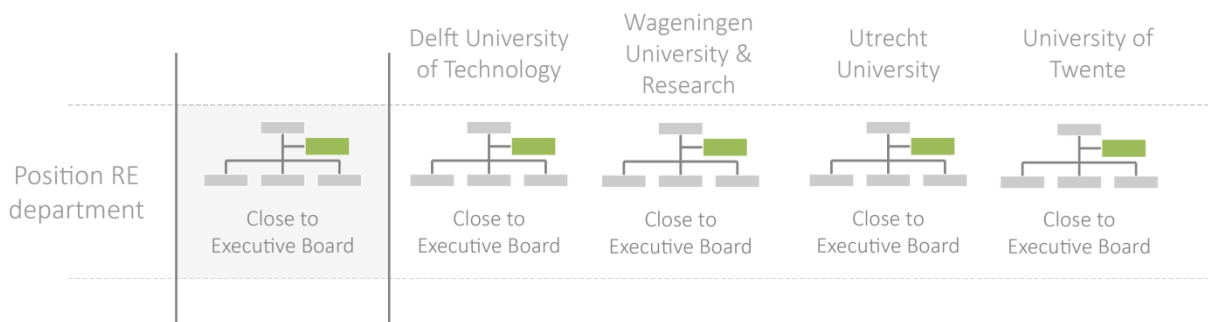 Delft University
of Technology
Wageningen
University &
Research
Utrecht
University
University of
Twente
Position RE
department
Close to
Executive Board
Close to
Executive Board
Close to
Executive Board
Close to
Executive Board
Close to
Executive Board